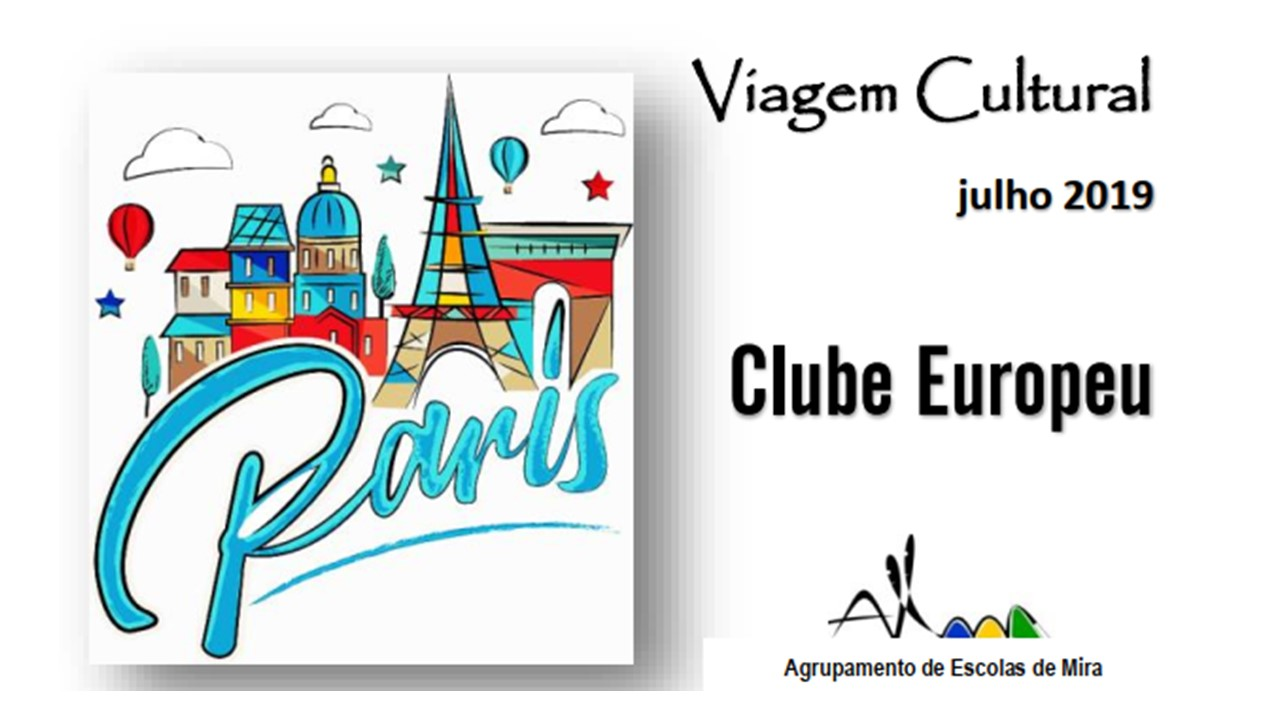 Viagem Cultural
julho 2019
Paris
Clube Europeu
Agrupamento de Escolas de Mira